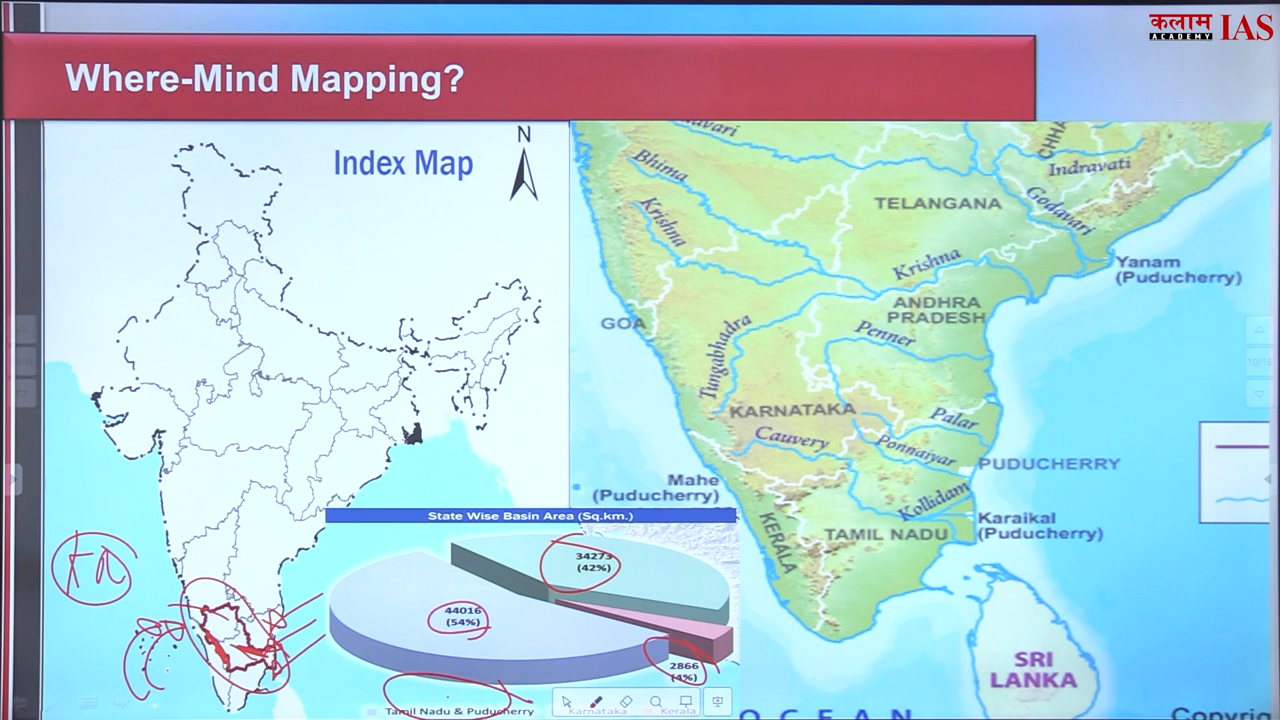 कलाम
ACADEMY
IAS
Where-Mind Mapping?
Index Map
N
Bhima
Krishna
Indravati
TELANGANA
Godavari
Krishna
Yanam
(Puducherry)
GOA
ANDHRA
PRADESH
Tungabhadra
Penner
KARNATAKA
Palar
Cauvery
Ponnaiyar
PUDUCHERRY
Mahe
(Puducherry)
Kollidam
KERALA
TAMIL NADU
Karaikal
(Puducherry)
SRI
LANKA
State Wise Basin Area (Sq.km.)
34273
(42%)
44016
(54%)
2866
(4%)
Tamil Nadu & Puducherry
Karnataka
Kerala
10/16